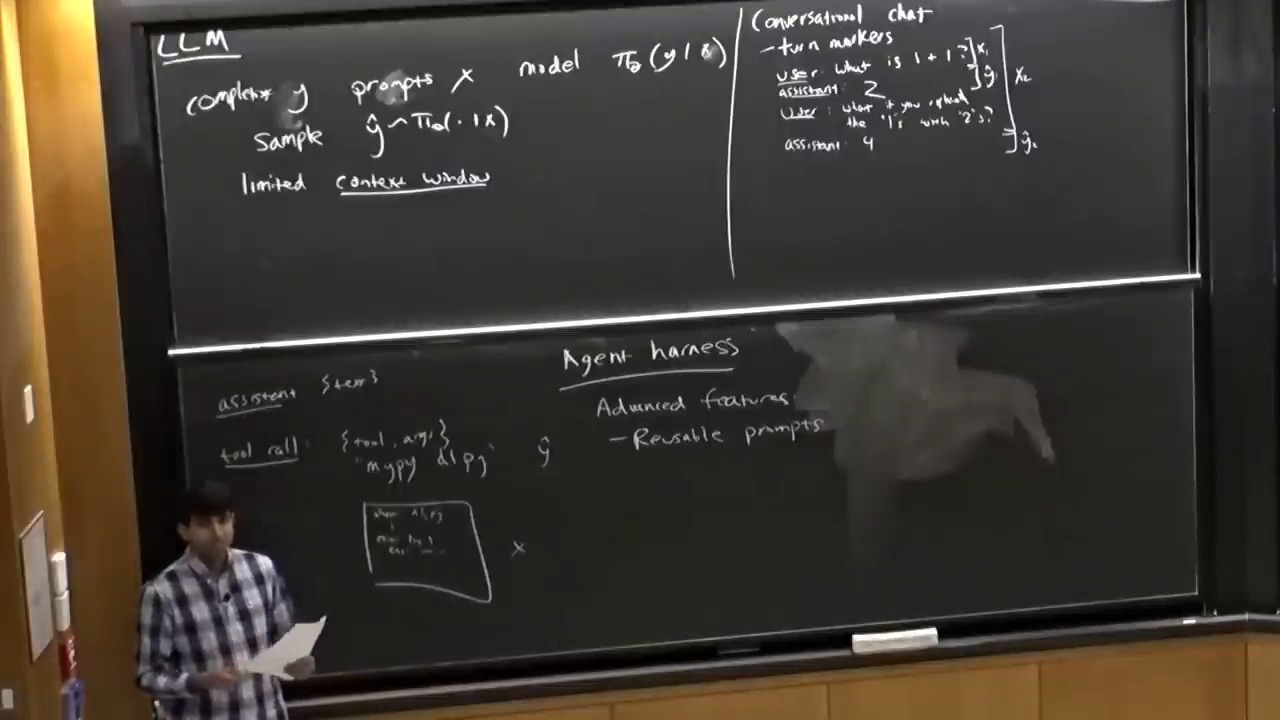 LLM
complete y prompts x model πθ(y|x)
sample ŷ ~ πθ(·|x)
limited context window
Conversational chat
- turn markers
user: what is 1 + 1 ? ] x₁
assistant: 2 ] ŷ
user: what if you
the "1"s with "2"s?
x₂
assistant: 4 ] ŷ₂
Agent harness
assistant {text}
tool call: {tool, args}
"mypy dl.py" ŷ
x
Advanced features
- Reusable prompts